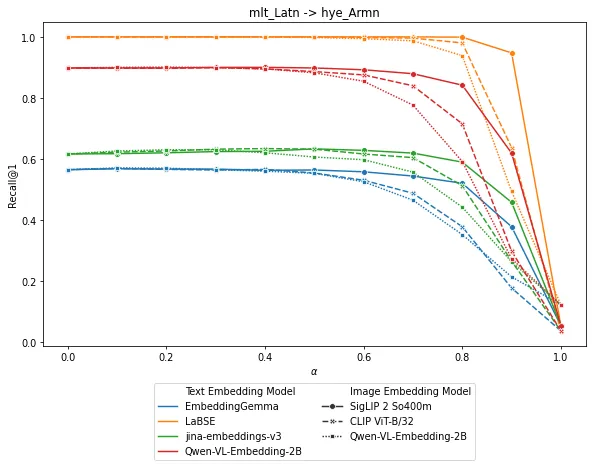 mlt_Latn -> hye_Armn
Recall@1
1.0
0.8
0.6
0.4
0.2
0.0
0.0 0.2 0.4 0.6 0.8 1.0
α
Text Embedding Model
EmbeddingGemma
LaBSE
jina-embeddings-v3
Qwen-VL-Embedding-2B
Image Embedding Model
SigLIP 2 So400m
CLIP ViT-B/32
Qwen-VL-Embedding-2B